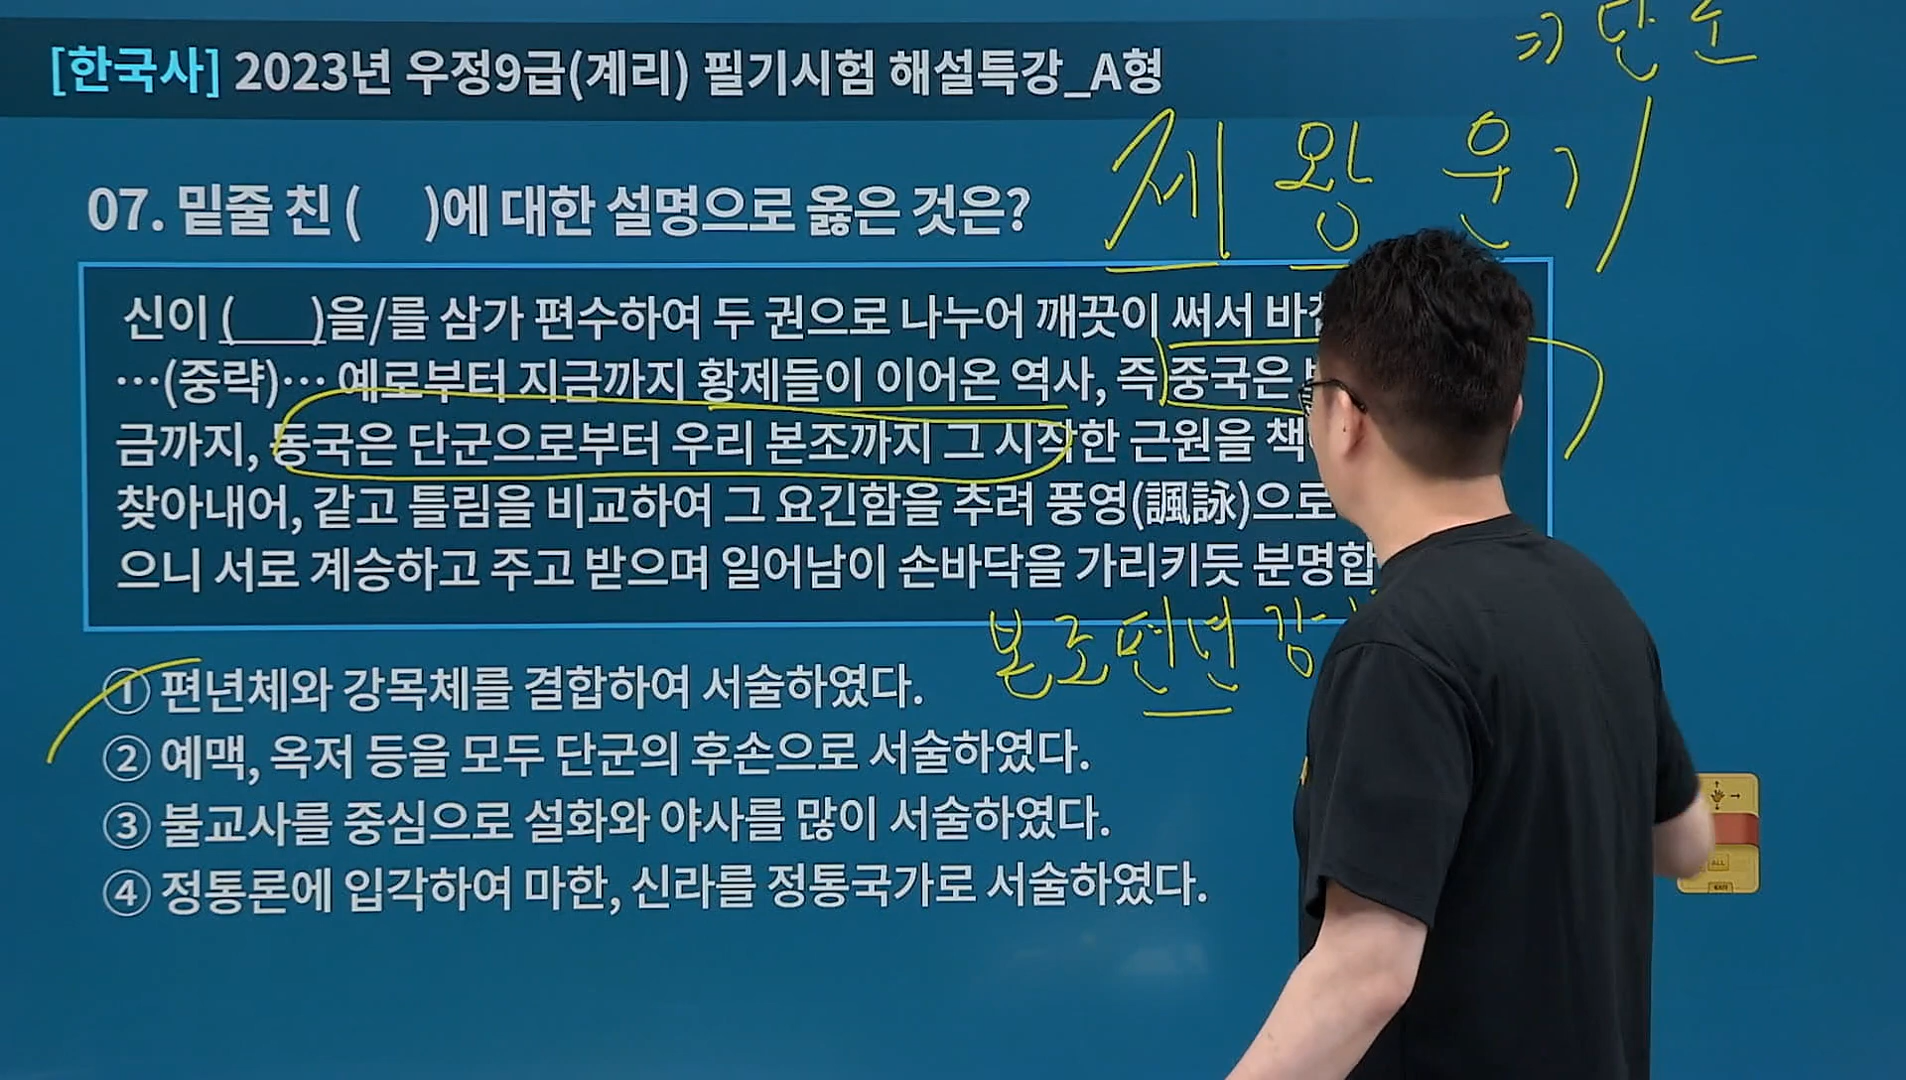 ㅋ) 단군
[한국사] 2023년 우정9급(계리) 필기시험 해설특강_A형
제 왕 운 기
07. 밑줄 친 (    )에 대한 설명으로 옳은 것은?
신이 (____)을/를 삼가 편수하여 두 권으로 나누어 깨끗이 써서
…(중략)… 예로부터 지금까지 황제들이 이어온 역사, 즉 중국은
금까지, 동국은 단군으로부터 우리 본조까지 그 시작한 근원을 책
찾아내어, 같고 틀림을 비교하여 그 요긴함을 추려 풍영(諷詠)으로
으니 서로 계승하고 주고 받으며 일어남이 손바닥을 가리키듯 분명합
본조편년강
① 편년체와 강목체를 결합하여 서술하였다.
② 예맥, 옥저 등을 모두 단군의 후손으로 서술하였다.
③ 불교사를 중심으로 설화와 야사를 많이 서술하였다.
④ 정통론에 입각하여 마한, 신라를 정통국가로 서술하였다.
ALL
EXIT